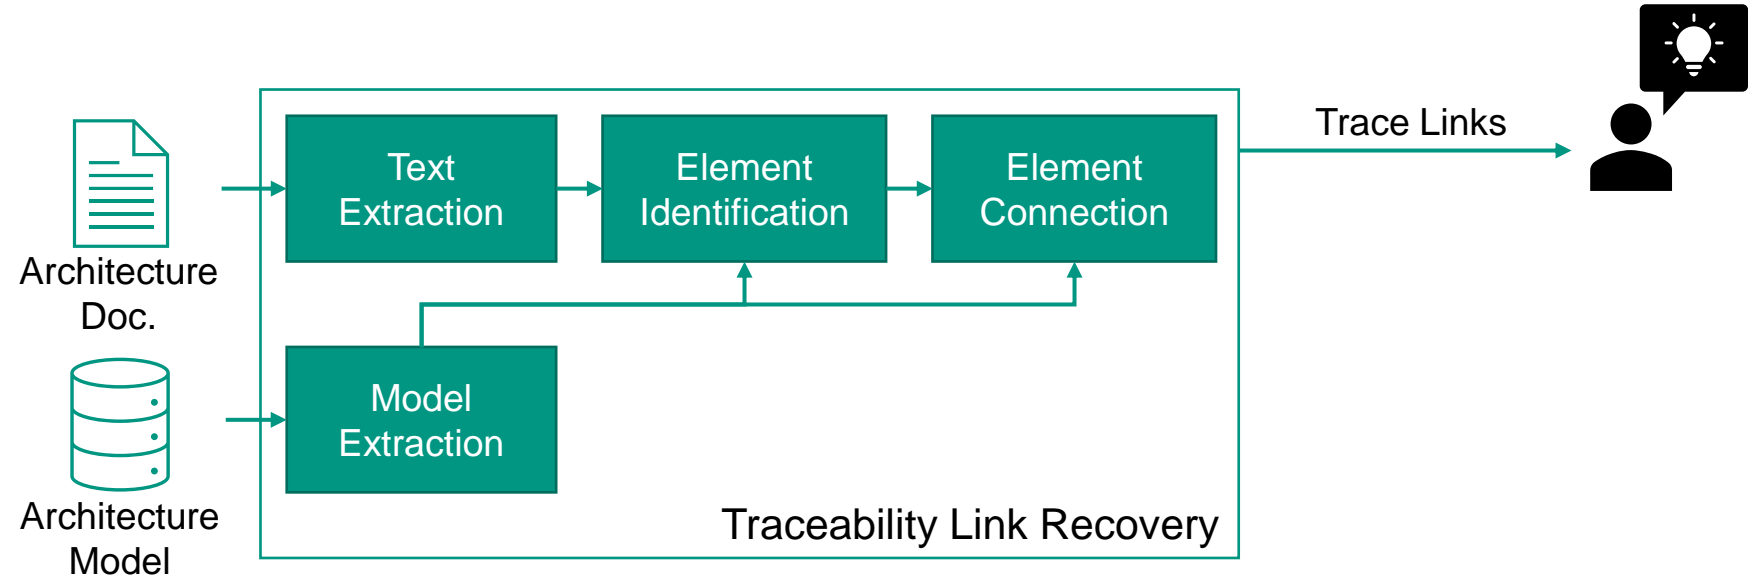 Architecture
Doc.
Architecture
Model
Text
Extraction
Element
Identification
Element
Connection
Model
Extraction
Traceability Link Recovery
Trace Links